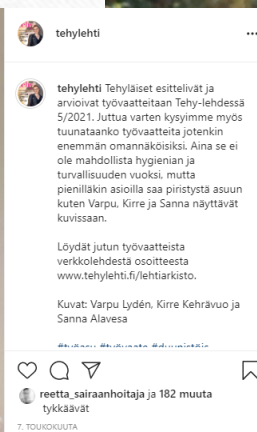 tehylehti
tehylehti Tehyläiset esittelivät ja
arvioivat työvaatteitaan Tehy-lehdessä
5/2021. Juttua varten kysyimme myös
tuunataanko työvaatteita jotenkin
enemmän omannäköisiksi. Aina se ei
ole mahdollista hygienian ja
turvallisuuden vuoksi, mutta
pienilläkin asioilla saa piristystä asuun
kuten Varpu, Kirre ja Sanna näyttävät
kuvissaan.
Löydät jutun työvaatteista
verkkolehdestä osoitteesta
www.tehylehti.fi/lehtiarkisto.
Kuvat: Varpu Lydén, Kirre Kehrävuo ja
Sanna Alavesa
reetta_sairaanhoitaja ja 182 muuta
tykkäävät
7. TOUKOKUUTA